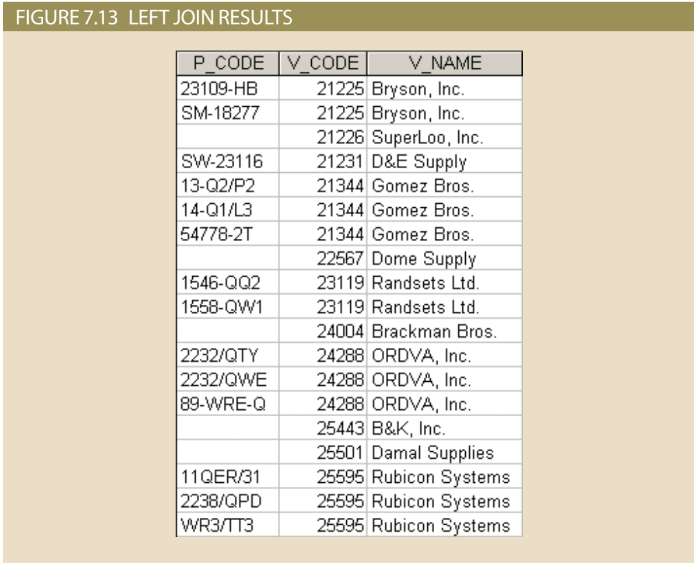 FIGURE 7.13 LEFT JOIN RESULTS
P_CODE V_CODE V_NAME
23109-HB 21225 Bryson, Inc.
SM-18277 21225 Bryson, Inc.
21226 SuperLoo, Inc.
SW-23116 21231 D&E Supply
13-Q2/P2 21344 Gomez Bros.
14-Q1/L3 21344 Gomez Bros.
54778-2T 21344 Gomez Bros.
22567 Dome Supply
1546-QQ2 23119 Randsets Ltd.
1558-QW1 23119 Randsets Ltd.
24004 Brackman Bros.
2232/QTY 24288 ORDVA, Inc.
2232/QWE 24288 ORDVA, Inc.
89-WRE-Q 24288 ORDVA, Inc.
25443 B&K, Inc.
25501 Damal Supplies
11QER/31 25595 Rubicon Systems
2238/QPD 25595 Rubicon Systems
WR3/TT3 25595 Rubicon Systems